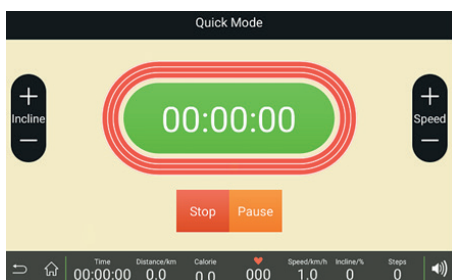 Quick Mode
+
Incline
−
00:00:00
+
Speed
−
Stop Pause
Time Distance/km Calorie Speed/km/h Incline/% Steps
00:00:00 0.0 0.0 000 1.0 0 0